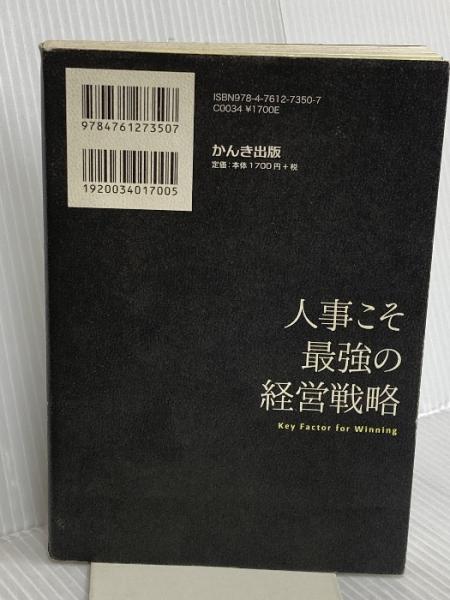 ISBN978-4-7612-7350-7
C0034 ¥1700E
9784761273507
かんき出版
定価:本体1700円+税
1920034017005
人事こそ
最強の
経営戦略
Key Factor for Winning